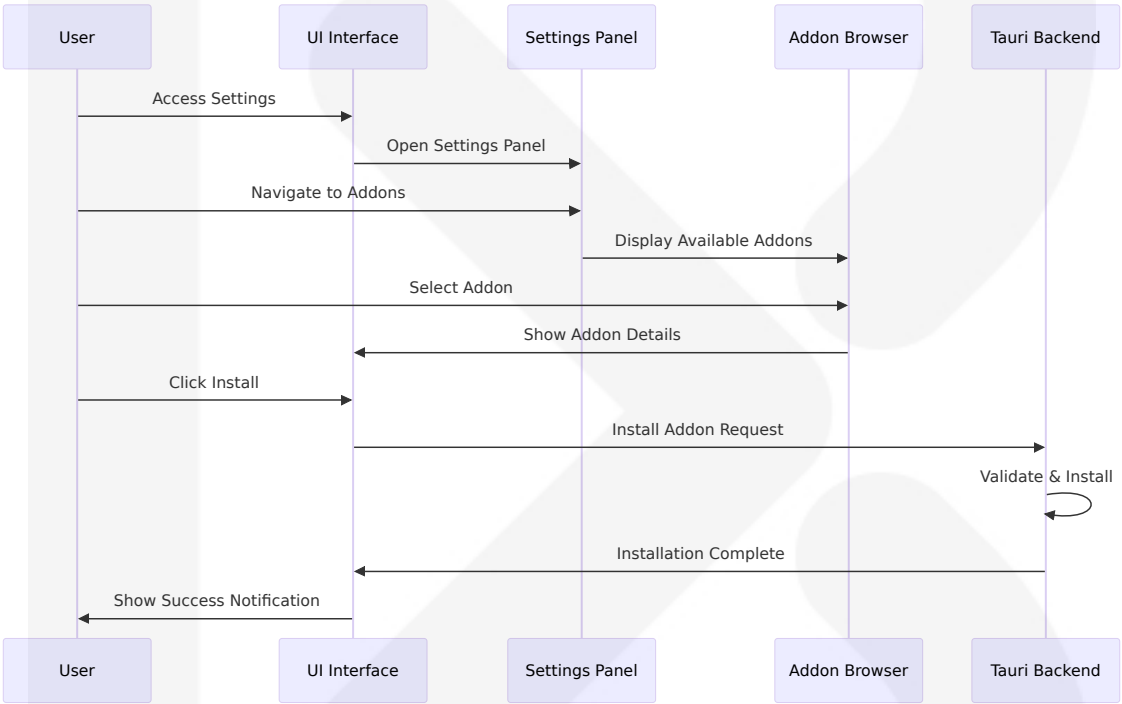 User
UI Interface
Settings Panel
Addon Browser
Tauri Backend
Access Settings
Open Settings Panel
Navigate to Addons
Display Available Addons
Select Addon
Show Addon Details
Click Install
Install Addon Request
Validate & Install
Installation Complete
Show Success Notification
User
UI Interface
Settings Panel
Addon Browser
Tauri Backend